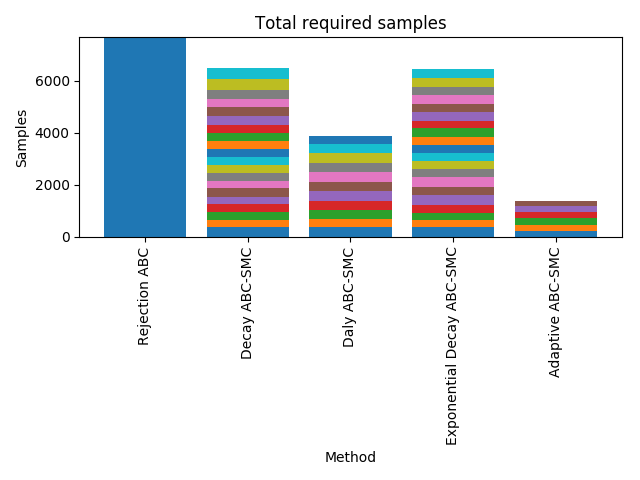 Total required samples
Samples
6000
4000
2000
0
Rejection ABC
Decay ABC-SMC
Daly ABC-SMC
Exponential Decay ABC-SMC
Adaptive ABC-SMC
Method